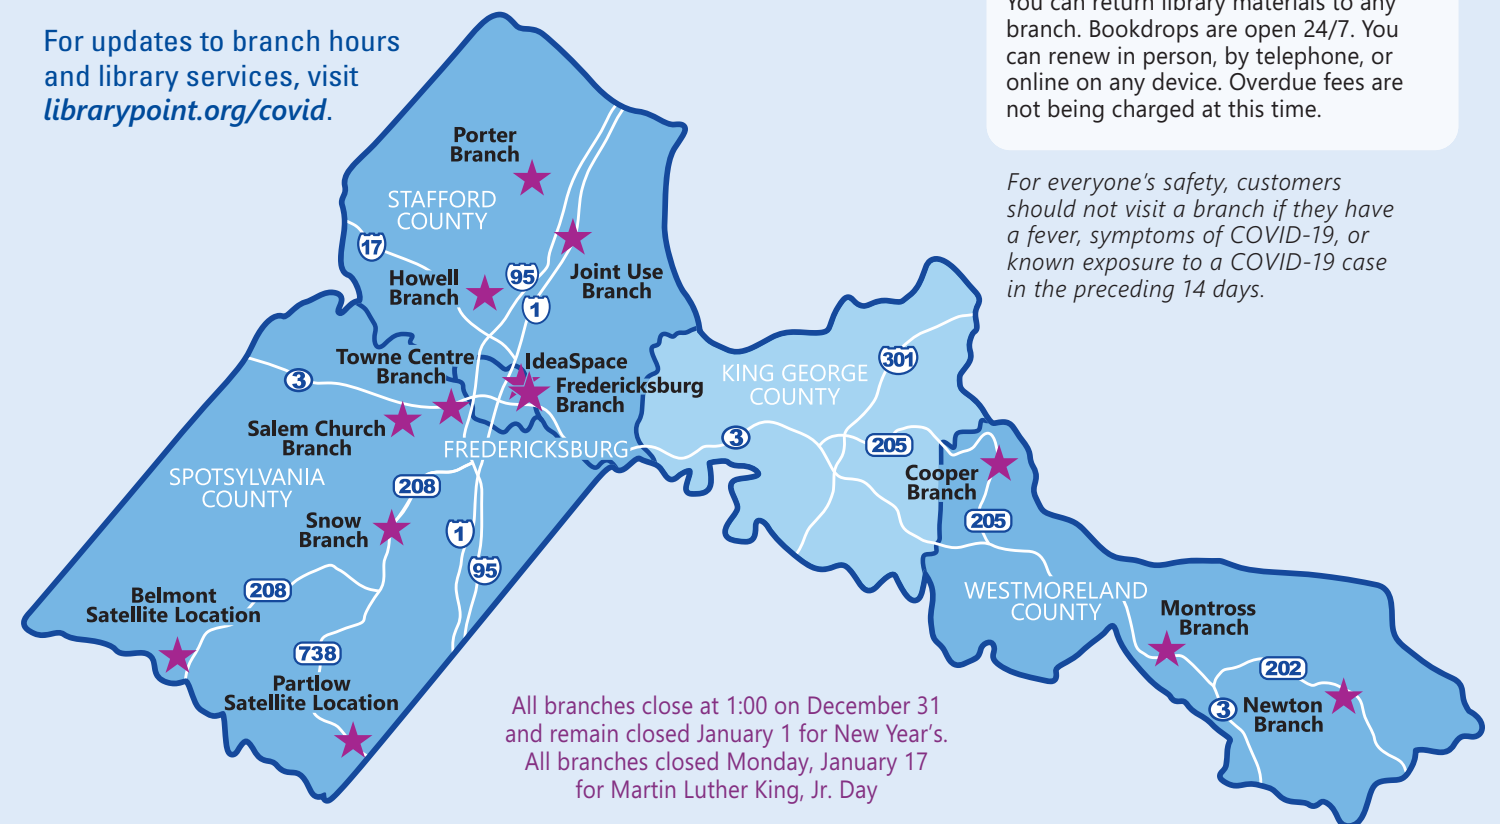 For updates to branch hours
and library services, visit
librarypoint.org/covid.
You can return library materials to any
branch. Bookdrops are open 24/7. You
can renew in person, by telephone, or
online on any device. Overdue fees are
not being charged at this time.
For everyone’s safety, customers
should not visit a branch if they have
a fever, symptoms of COVID-19, or
known exposure to a COVID-19 case
in the preceding 14 days.
Porter
Branch
STAFFORD
COUNTY
17
Howell
Branch
95
Joint Use
Branch
1
Towne Centre
Branch
IdeaSpace
Fredericksburg
Branch
3
Salem Church
Branch
FREDERICKSBURG
KING GEORGE
COUNTY
301
3
205
Cooper
Branch
205
SPOTSYLVANIA
COUNTY
208
Snow
Branch
1
95
208
Belmont
Satellite Location
738
Partlow
Satellite Location
WESTMORELAND
COUNTY
Montross
Branch
202
3
Newton
Branch
All branches close at 1:00 on December 31
and remain closed January 1 for New Year’s.
All branches closed Monday, January 17
for Martin Luther King, Jr. Day